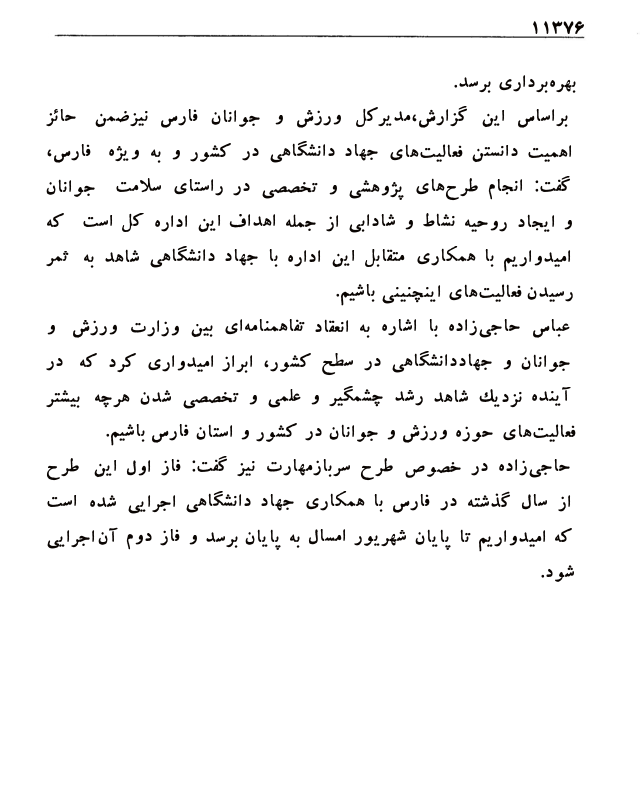 ۱۱۳۷۶
بهره‌برداری برسد.
براساس این گزارش،مدیرکل ورزش و جوانان فارس نیزضمن حائز
اهمیت دانستن فعالیت‌های جهاد دانشگاهی در کشور و به ویژه فارس،
گفت: انجام طرح‌های پژوهشی و تخصصی در راستای سلامت جوانان
و ایجاد روحیه نشاط و شادابی از جمله اهداف این اداره کل است که
امیدواریم با همکاری متقابل این اداره با جهاد دانشگاهی شاهد به ثمر
رسیدن فعالیت‌های اینچنینی باشیم.
عباس حاجی‌زاده با اشاره به انعقاد تفاهمنامه‌ای بین وزارت ورزش و
جوانان و جهاددانشگاهی در سطح کشور، ابراز امیدواری کرد که در
آینده نزدیك شاهد رشد چشمگیر و علمی و تخصصی شدن هرچه بیشتر
فعالیت‌های حوزه ورزش و جوانان در کشور و استان فارس باشیم.
حاجی‌زاده در خصوص طرح سربازمهارت نیز گفت: فاز اول این طرح
از سال گذشته در فارس با همکاری جهاد دانشگاهی اجرایی شده است
که امیدواریم تا پایان شهریور امسال به پایان برسد و فاز دوم آن‌اجرایی
شود.